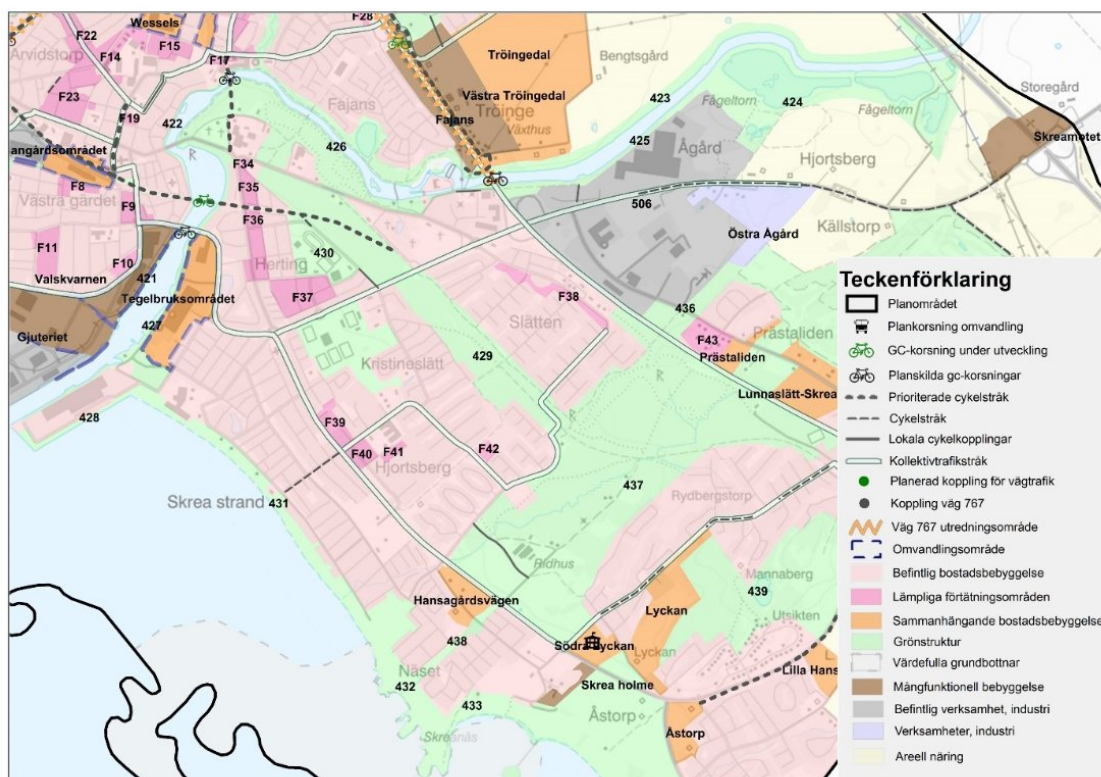 F28
F22
Wessels
Arvidstorp
F14
F15
F17
Tröingedal
Bengtsgård
Storegård
F23
Fajans
Västra Tröingedal
Tröinge
Fajans
Växthus
423
Fågeltorn
424
Fågeltorn
Skreamotet
F19
422
426
425
Ågård
Hjortsberg
angårdsområdet
F34
F8
F35
Västra gärdet
F9
F36
506
Källstorp
F11
F10
430
Östra Ågård
Valskvarnen
421
Herting
Tegelbruksområdet
F37
F38
436
427
Slätten
F43
Prästaliden
Gjuteriet
429
Prästaliden
Kristineslätt
Lunnaslätt-Skrea
428
F39
F40
F41
F42
Hjortsberg
437
Skrea strand
431
Rydbergstorp
Ridhus
Mannaberg
439
Hansagårdsvägen
Lyckan
Utsikten
438
Södra Lyckan
Lyckan
Näset
Lilla Hans
432
Skrea holme
433
Åstorp
Skreanäs
Åstorp
Teckenförklaring
Planområdet
Plankorsning omvandling
GC-korsning under utveckling
Planskilda gc-korsningar
Prioriterade cykelstråk
Cykelstråk
Lokala cykelkopplingar
Kollektivtrafikstråk
Planerad koppling för vägtrafik
Koppling väg 767
Väg 767 utredningsområde
Omvandlingsområde
Befintlig bostadsbebyggelse
Lämpliga förtätningsområden
Sammanhängande bostadsbebyggelse
Grönstruktur
Värdefulla grundbottnar
Mångfunktionell bebyggelse
Befintlig verksamhet, industri
Verksamheter, industri
Areell näring